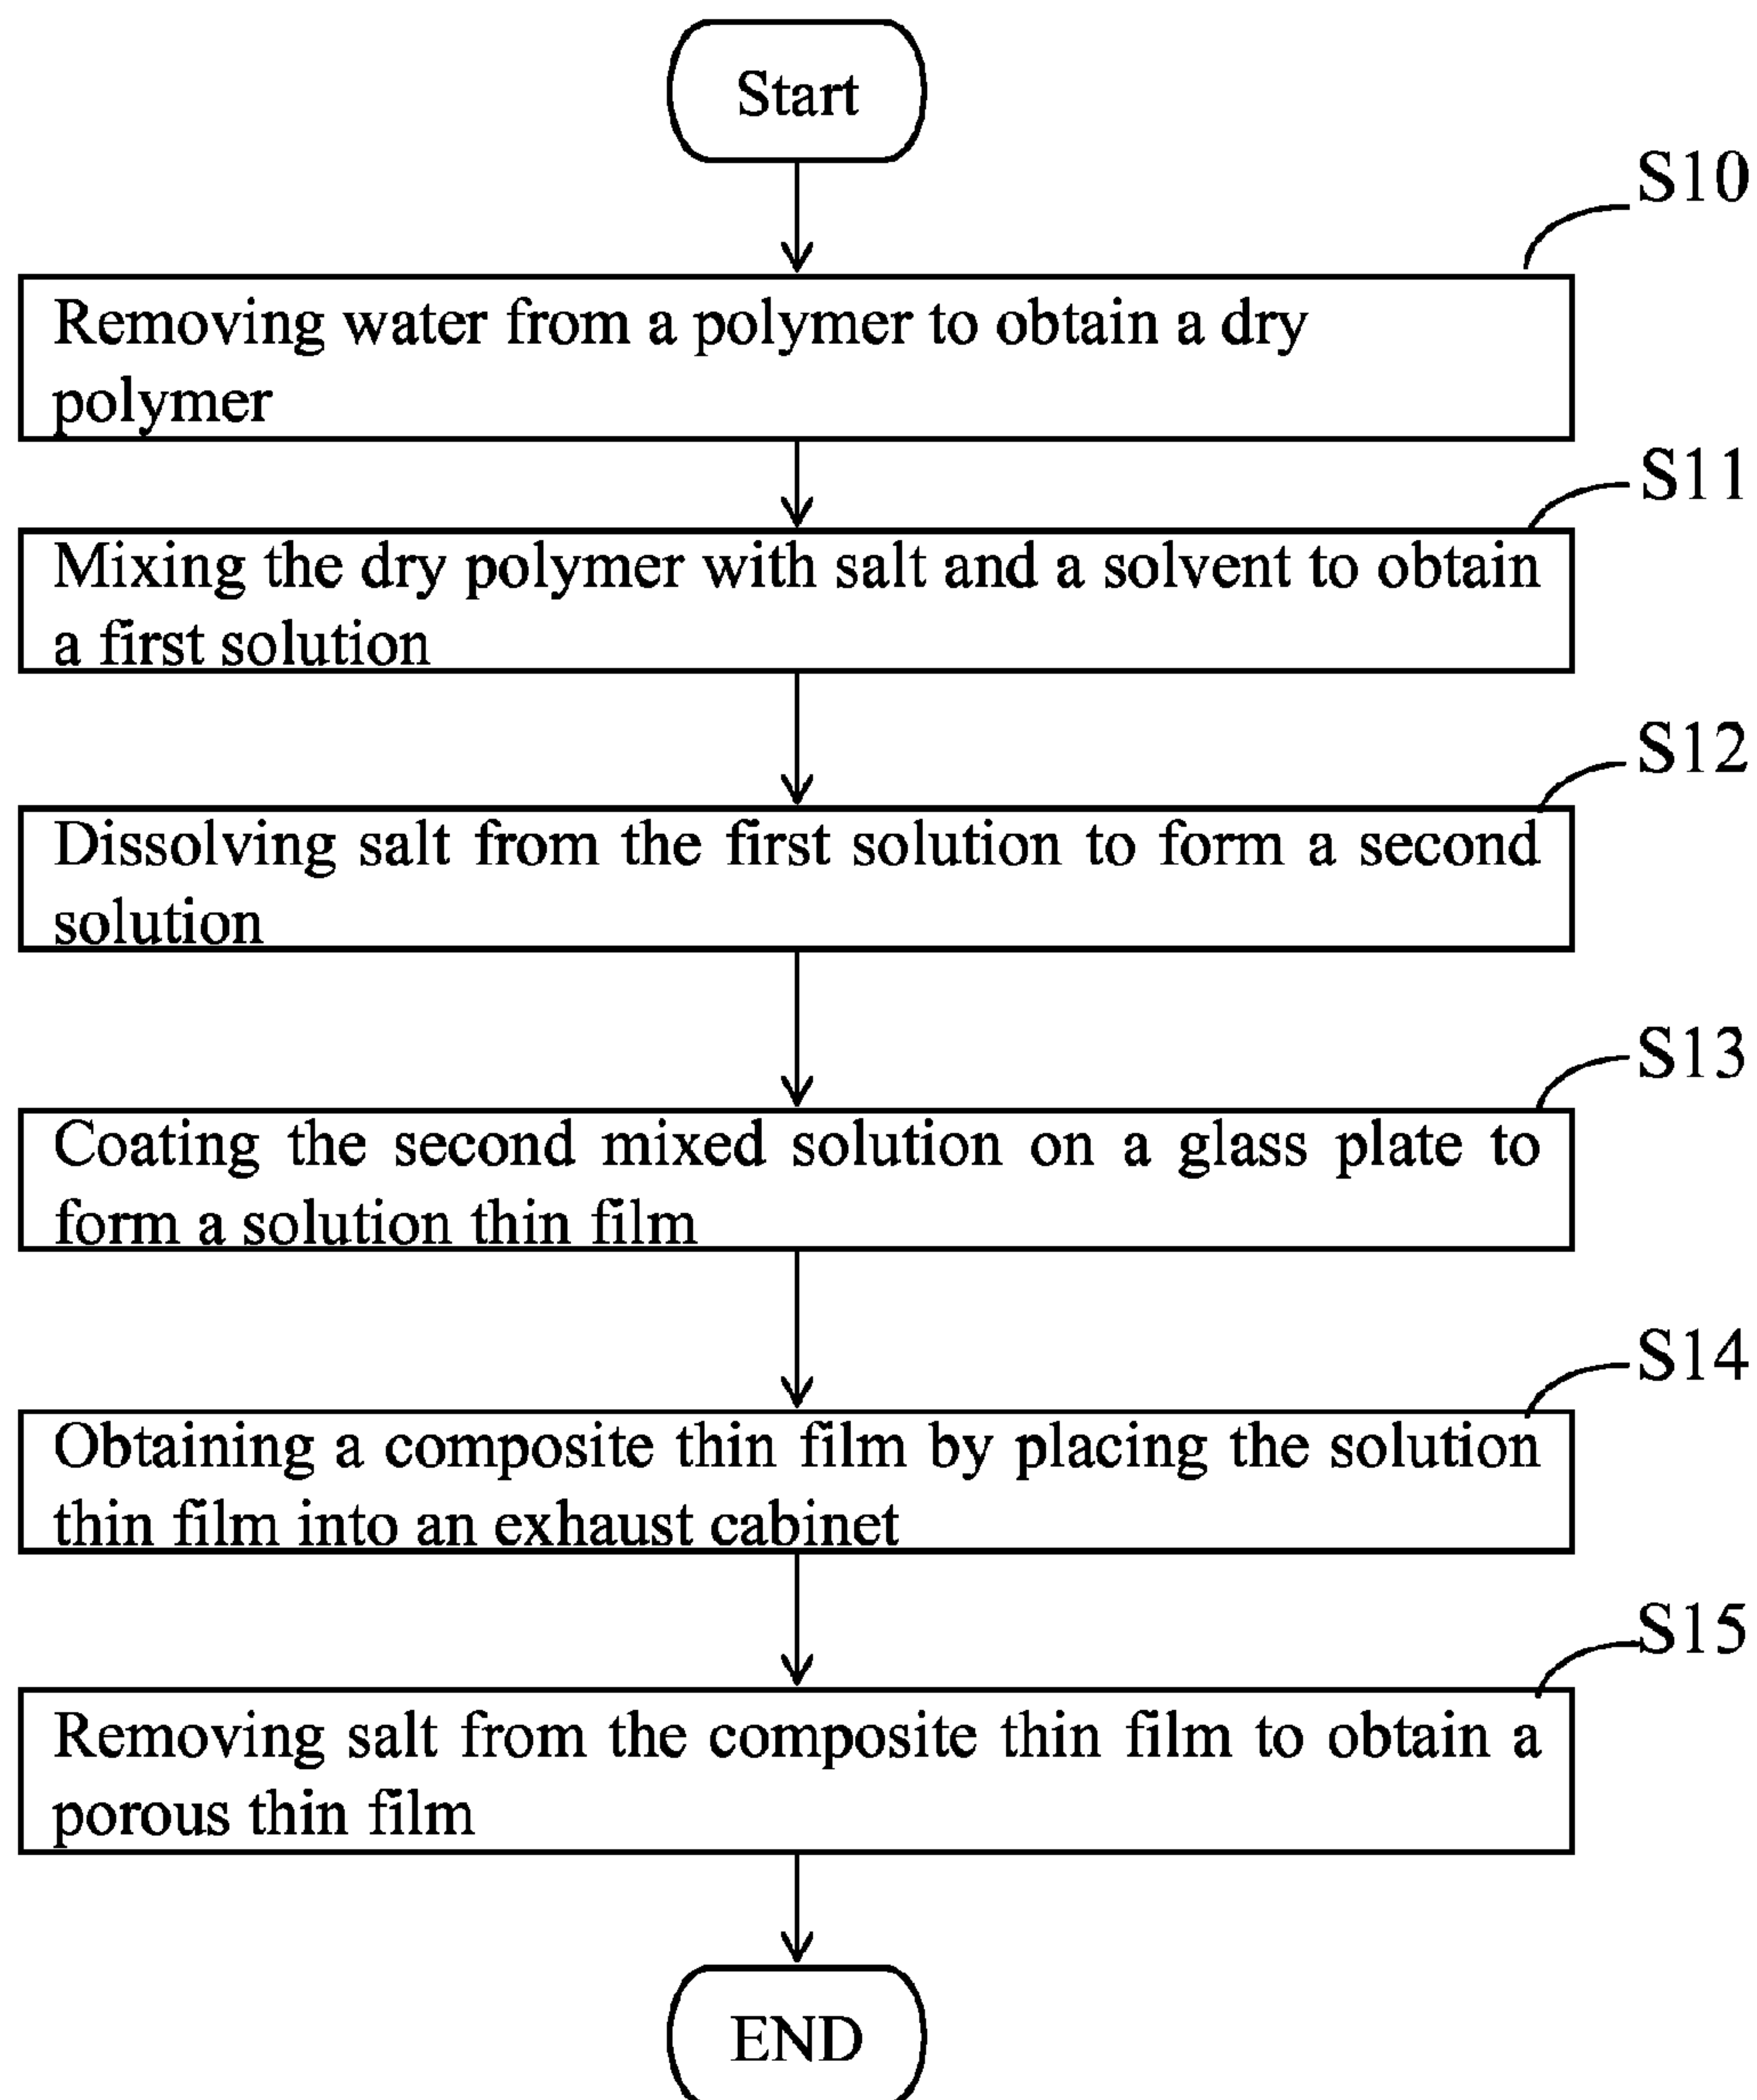 Start
S10
Removing water from a polymer to obtain a dry
polymer
S11
Mixing the dry polymer with salt and a solvent to obtain
a first solution
S12
Dissolving salt from the first solution to form a second
solution
S13
Coating the second mixed solution on a glass plate to
form a solution thin film
S14
Obtaining a composite thin film by placing the solution
thin film into an exhaust cabinet
S15
Removing salt from the composite thin film to obtain a
porous thin film
END